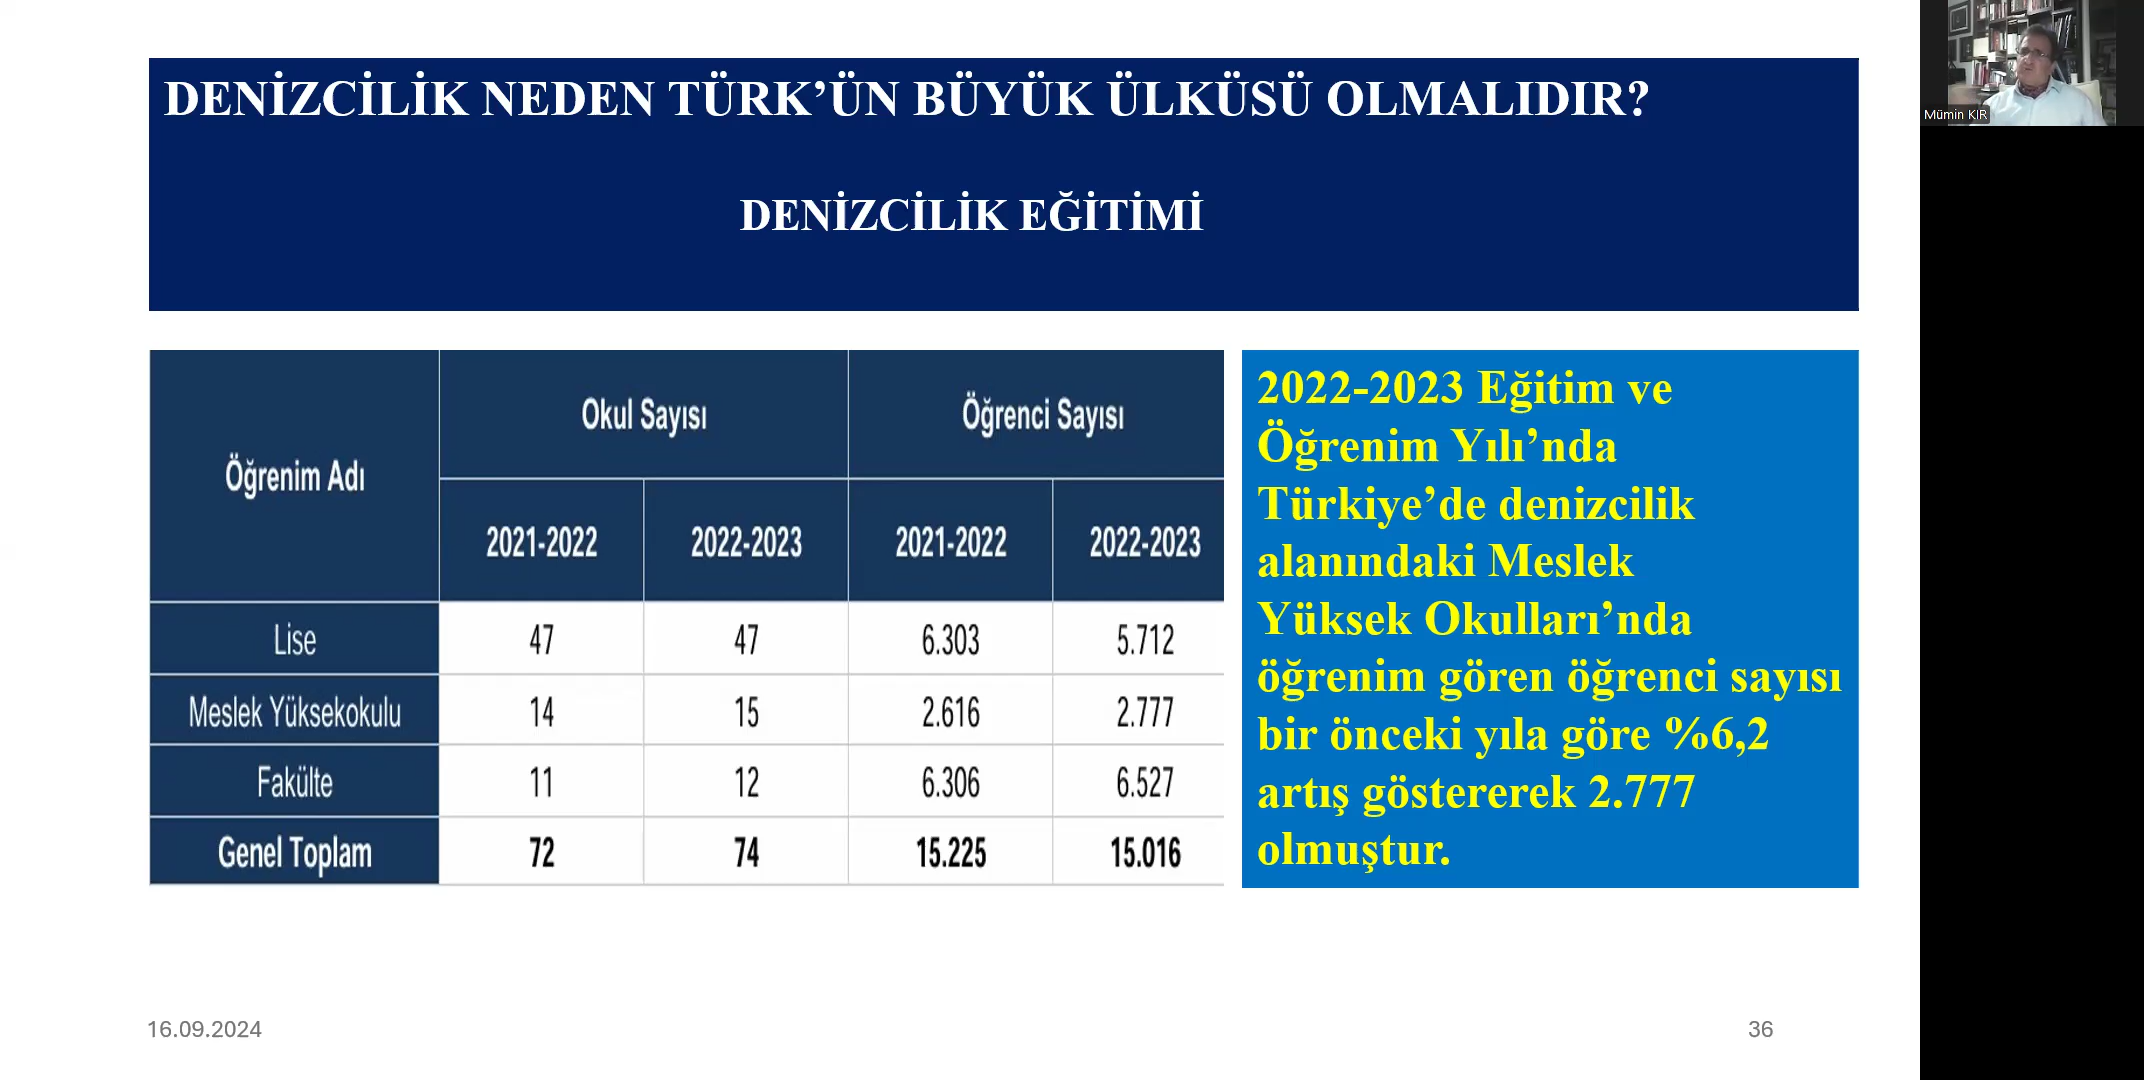 DENİZCİLİK NEDEN TÜRK’ÜN BÜYÜK ÜLKÜSÜ OLMALIDIR?
DENİZCİLİK EĞİTİMİ
Öğrenim Adı Okul Sayısı Öğrenci Sayısı
2021-2022 2022-2023 2021-2022 2022-2023
Lise 47 47 6.303 5.712
Meslek Yüksekokulu 14 15 2.616 2.777
Fakülte 11 12 6.306 6.527
Genel Toplam 72 74 15.225 15.016
2022-2023 Eğitim ve
Öğrenim Yılı’nda
Türkiye’de denizcilik
alanındaki Meslek
Yüksek Okulları’nda
öğrenim gören öğrenci sayısı
bir önceki yıla göre %6,2
artış göstererek 2.777
olmuştur.
16.09.2024
36
Mümin KIR